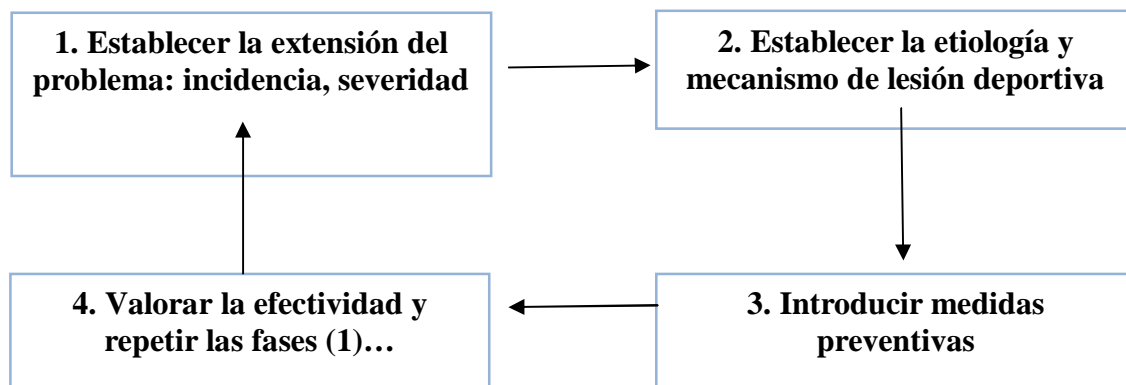 1. Establecer la extensión del
problema: incidencia, severidad
2. Establecer la etiología y
mecanismo de lesión deportiva
3. Introducir medidas
preventivas
4. Valorar la efectividad y
repetir las fases (1)…